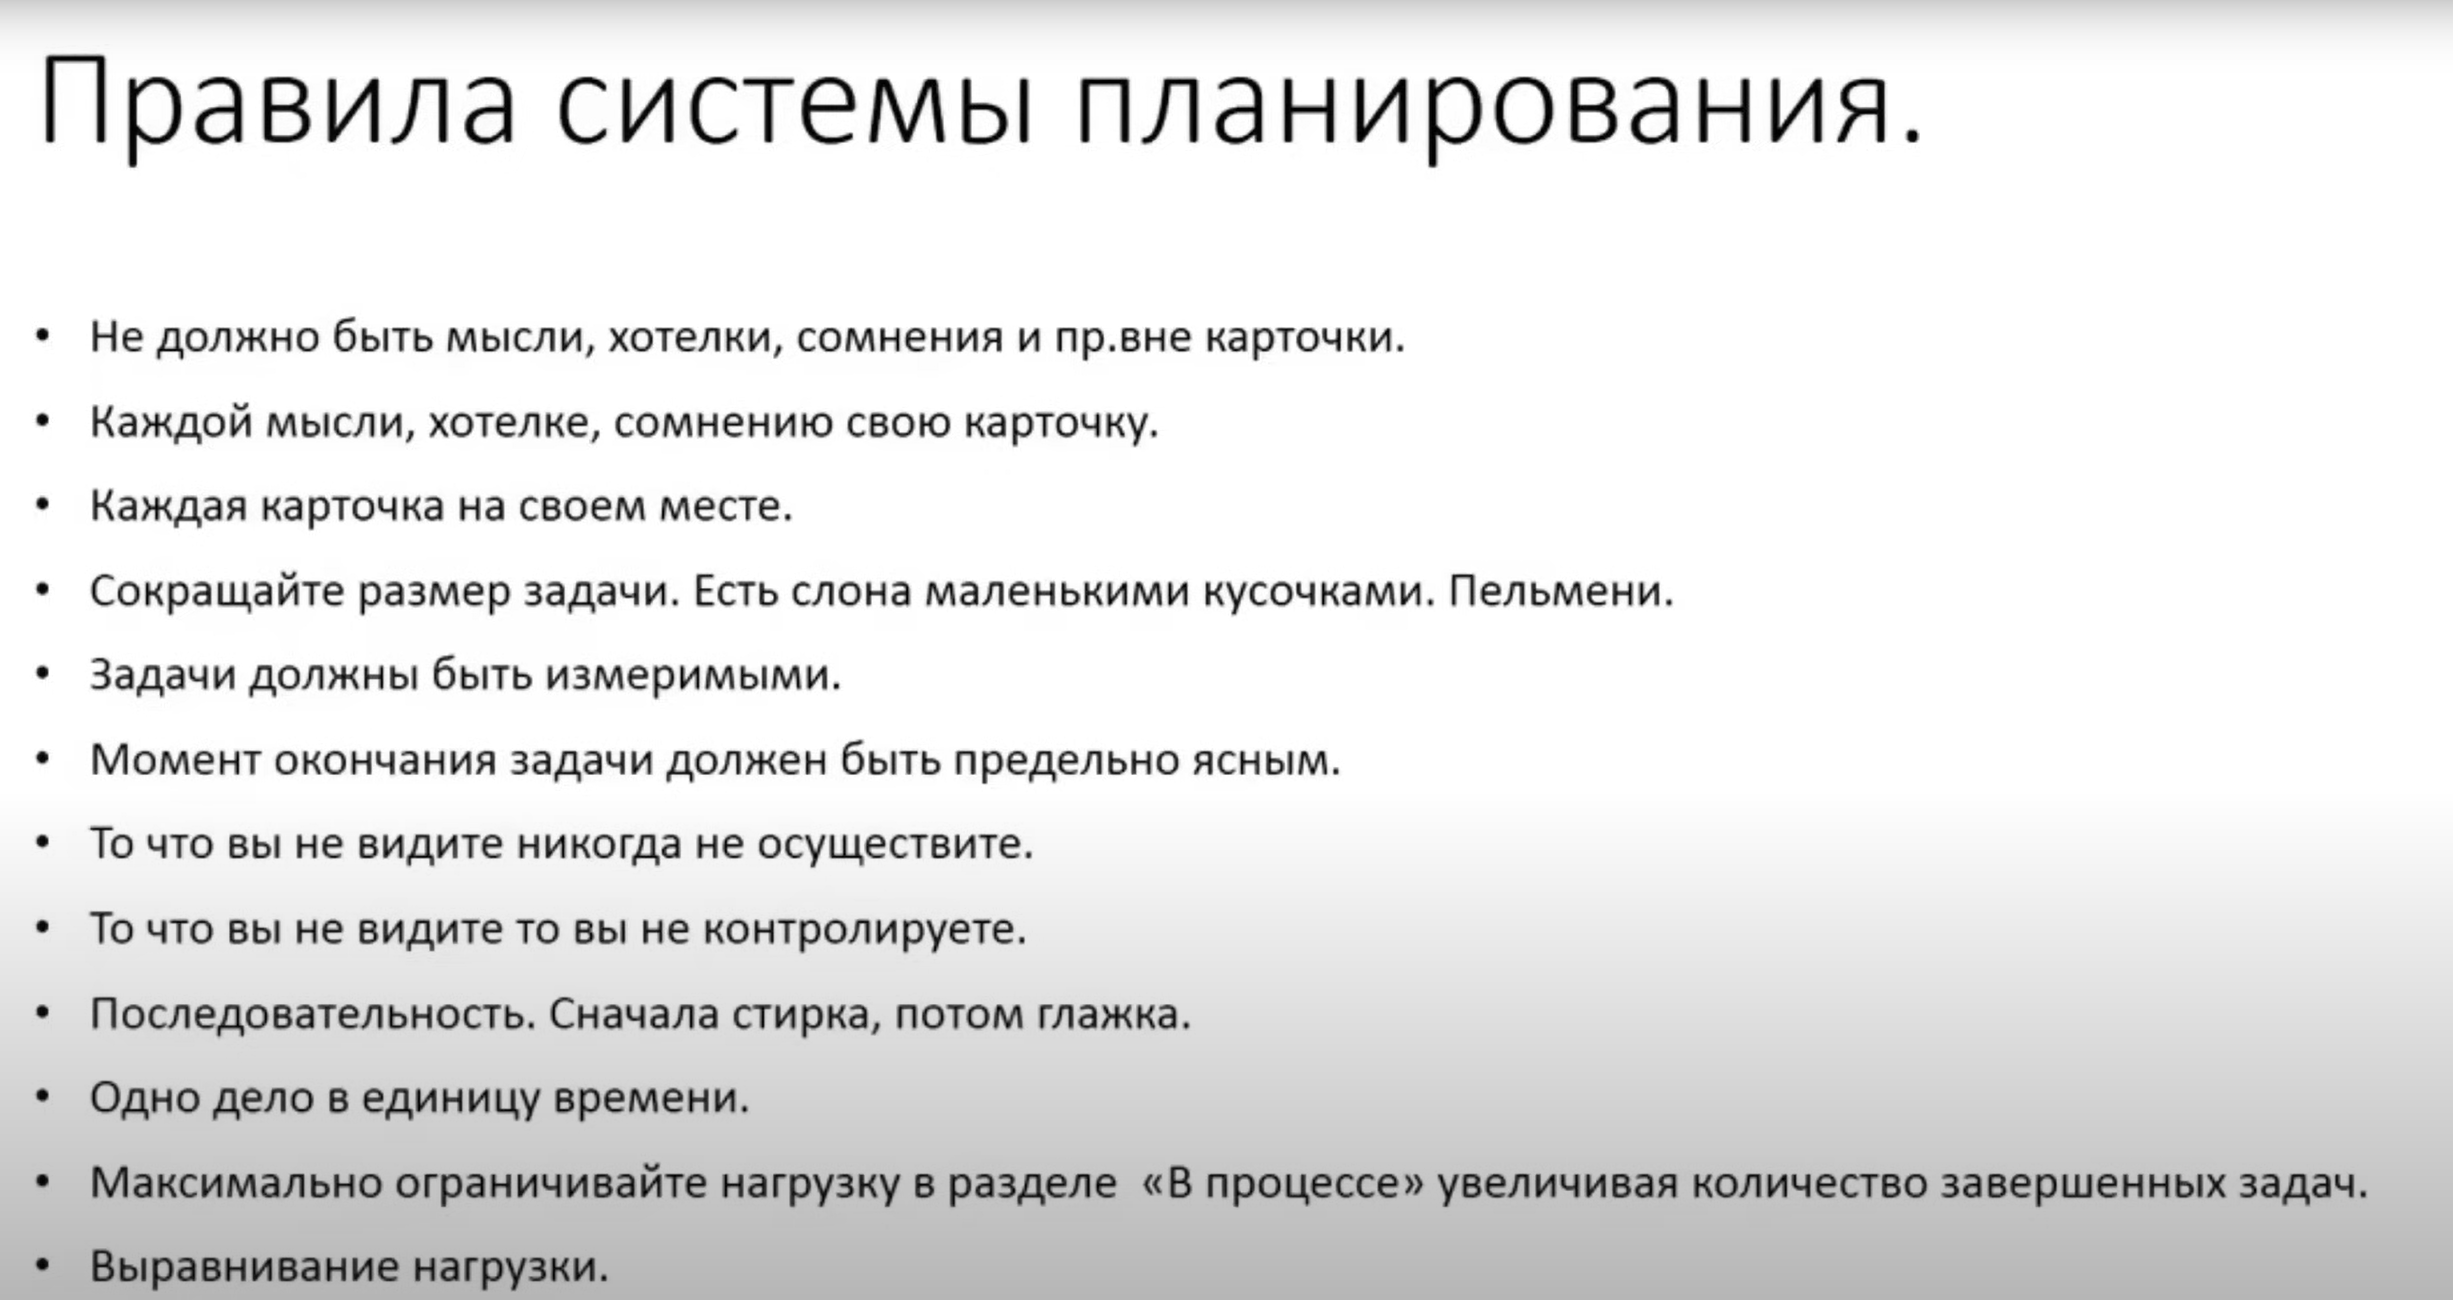 Правила системы планирования.
• Не должно быть мысли, хотелки, сомнения и пр.вне карточки.
• Каждой мысли, хотелке, сомнению свою карточку.
• Каждая карточка на своем месте.
• Сокращайте размер задачи. Есть слона маленькими кусочками. Пельмени.
• Задачи должны быть измеримыми.
• Момент окончания задачи должен быть предельно ясным.
• То что вы не видите никогда не осуществите.
• То что вы не видите то вы не контролируете.
• Последовательность. Сначала стирка, потом глажка.
• Одно дело в единицу времени.
• Максимально ограничивайте нагрузку в разделе «В процессе» увеличивая количество завершенных задач.
• Выравнивание нагрузки.